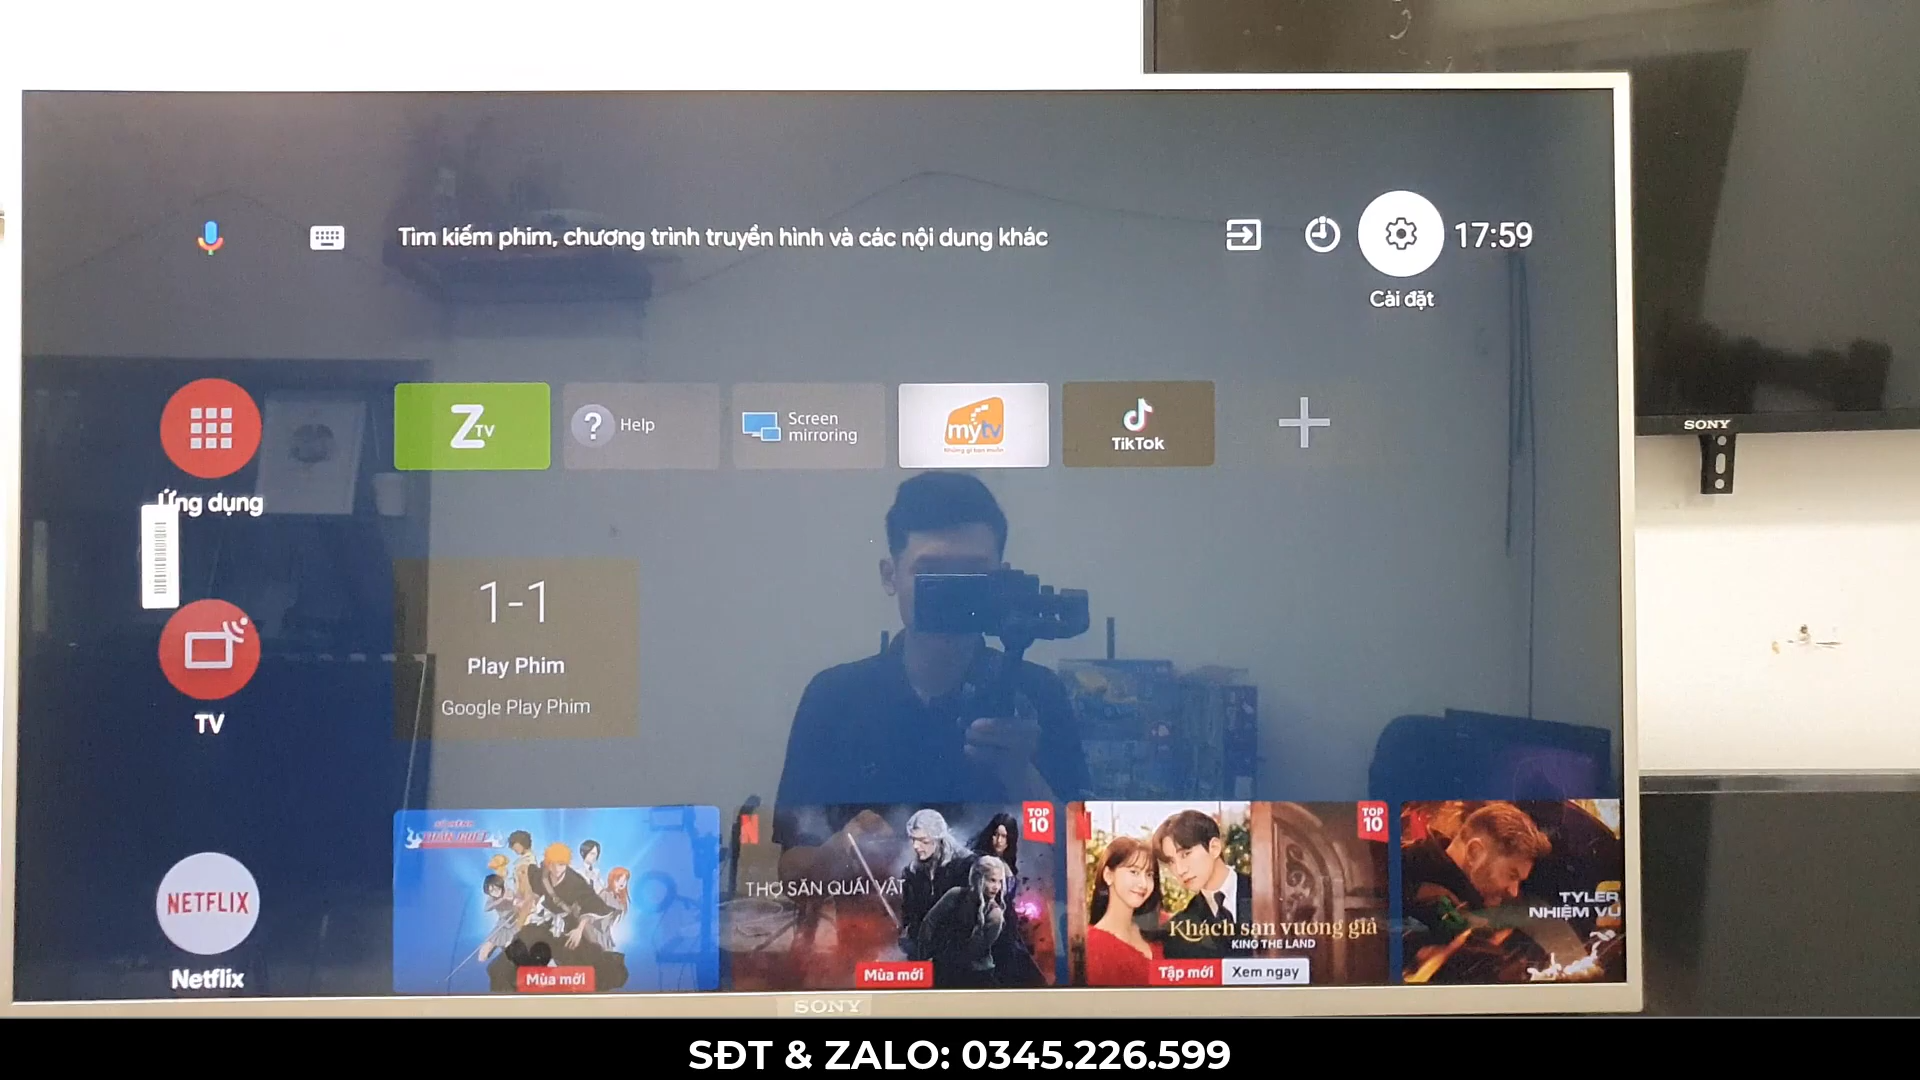 Tìm kiếm phim, chương trình truyền hình và các nội dung khác
17:59
Cài đặt
Ứng dụng
Z TV
? Help
Screen mirroring
mytv
TikTok
SONY
1-1
Play Phim
Google Play Phim
TV
TOP 10
THỢ SĂN QUÁI VẬT
Mùa mới
TOP 10
Khách sạn vương giả
KING THE LAND
Tập mới Xem ngay
TYLER
NHIỆM VỤ
NETFLIX
Netflix
Mùa mới
SONY
SĐT & ZALO: 0345.226.599